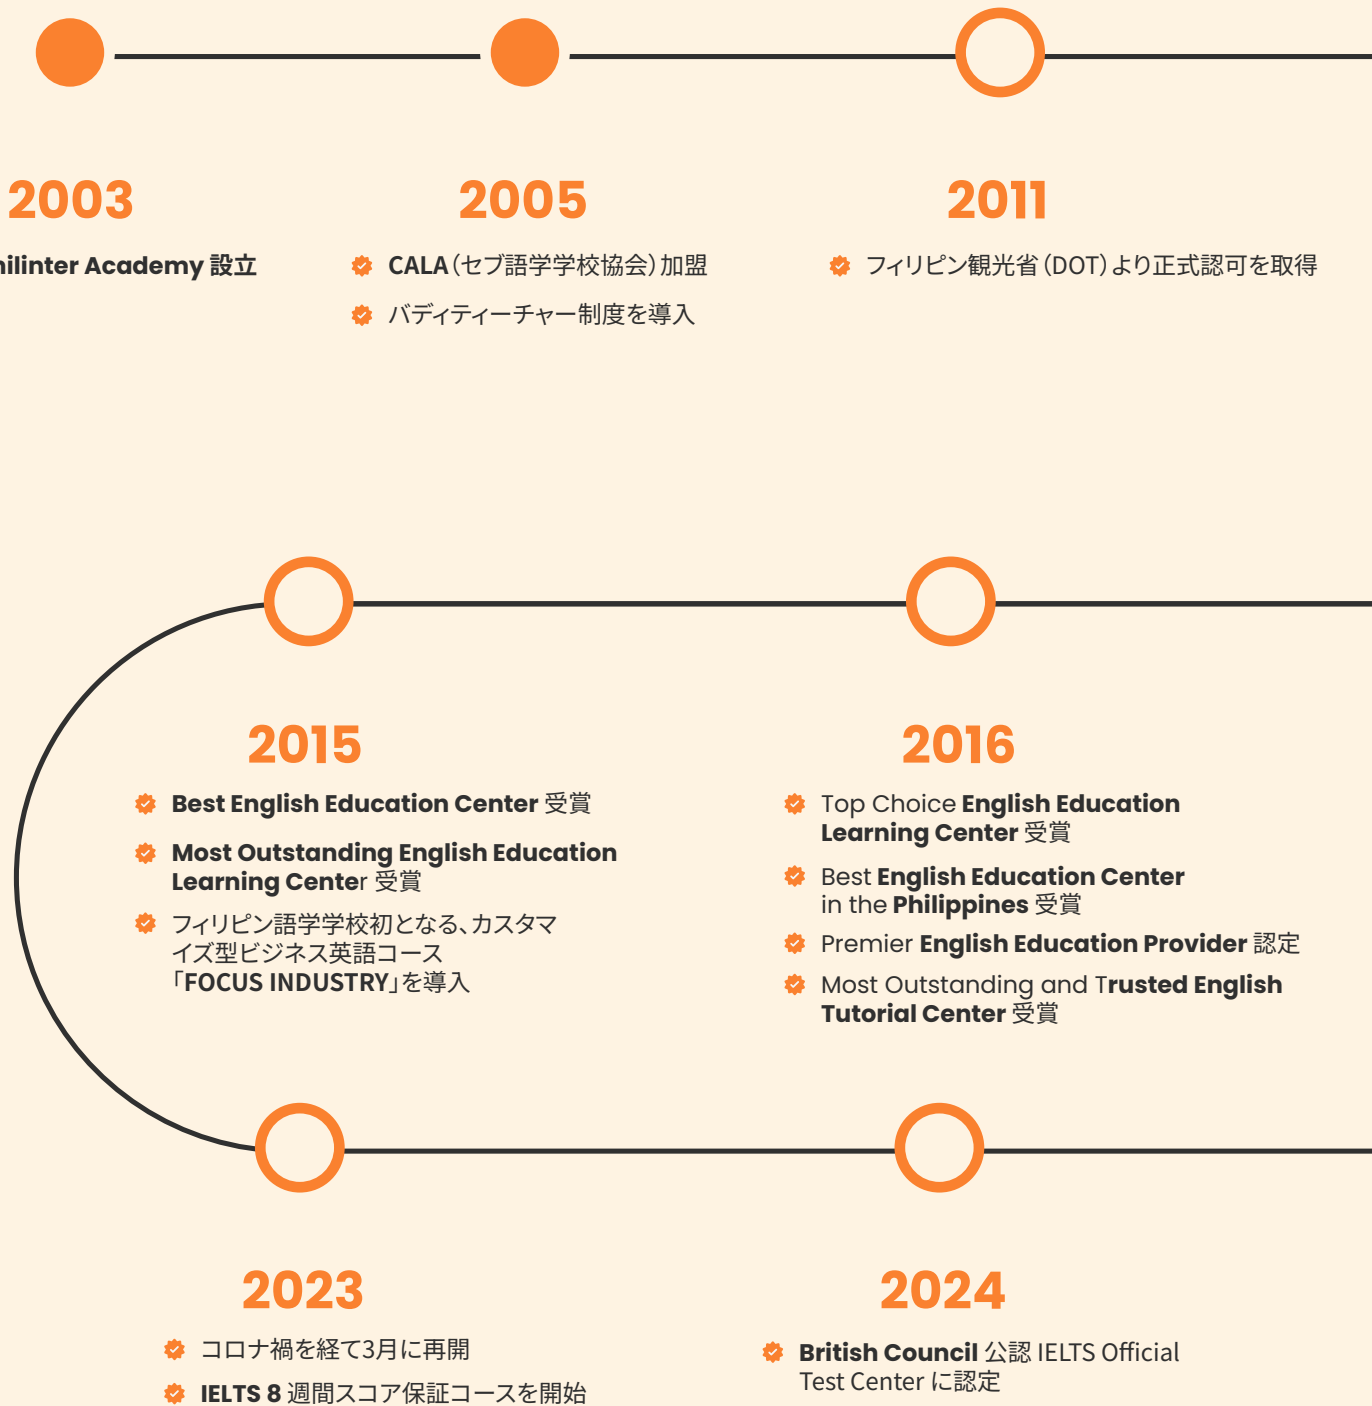 2003
hilinter Academy 設立
2005
CALA（セブ語学学校協会）加盟
バディティーチャー制度を導入
2011
フィリピン観光省（DOT）より正式認可を取得
2015
Best English Education Center 受賞
Most Outstanding English Education
Learning Center 受賞
フィリピン語学学校初となる、カスタマ
イズ型ビジネス英語コース
「FOCUS INDUSTRY」を導入
2016
Top Choice English Education
Learning Center 受賞
Best English Education Center
in the Philippines 受賞
Premier English Education Provider 認定
Most Outstanding and Trusted English
Tutorial Center 受賞
2023
コロナ禍を経て3月に再開
IELTS 8 週間スコア保証コースを開始
2024
British Council 公認 IELTS Official
Test Center に認定